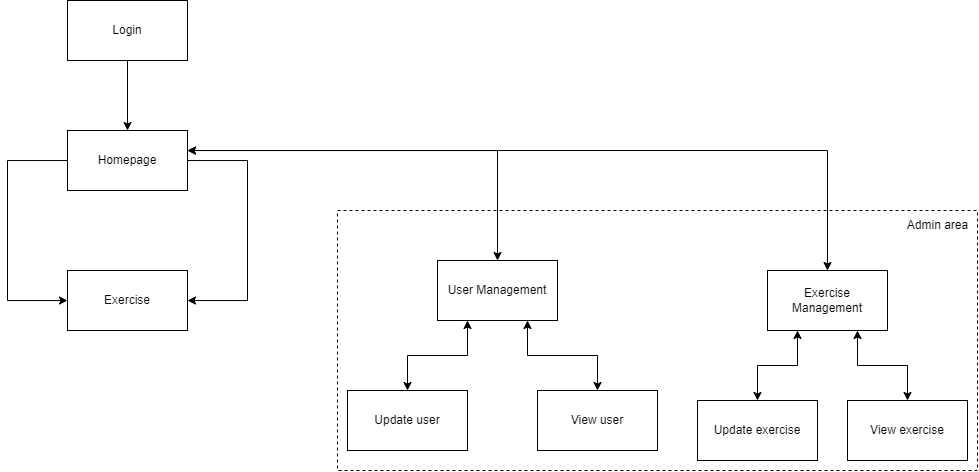 Login
Homepage
Admin area
User Management
Exercise
Management
Exercise
Update user
View user
Update exercise
View exercise